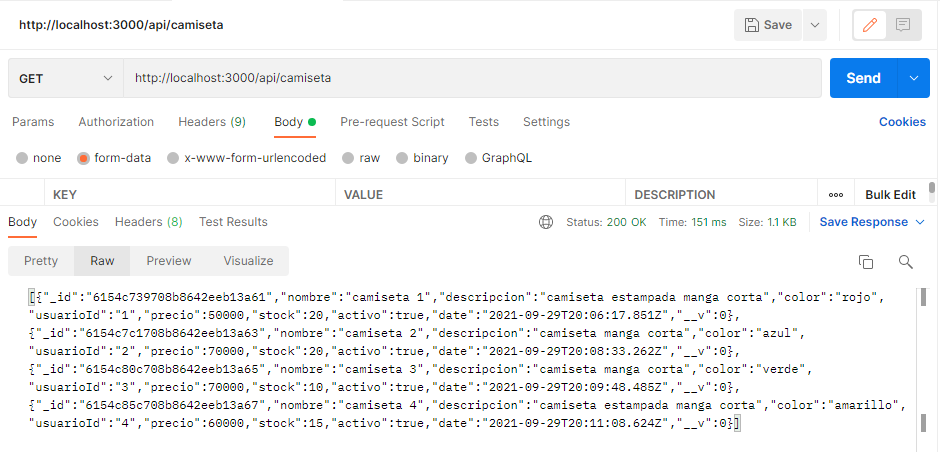 http://localhost:3000/api/camiseta
Save
GET
http://localhost:3000/api/camiseta
Send
Params Authorization Headers (9) Body Pre-request Script Tests Settings Cookies
none form-data x-www-form-urlencoded raw binary GraphQL
KEY VALUE DESCRIPTION ooo Bulk Edit
Body Cookies Headers (8) Test Results Status: 200 OK Time: 151 ms Size: 1.1 KB Save Response
Pretty Raw Preview Visualize
[{"_id":"6154c739708b8642eeb13a61","nombre":"camiseta 1","descripcion":"camiseta estampada manga corta","color":"rojo",
"usuarioId":"1","precio":50000,"stock":20,"activo":true,"date":"2021-09-29T20:06:17.851Z","__v":0},
{"_id":"6154c7c1708b8642eeb13a63","nombre":"camiseta 2","descripcion":"camiseta manga corta","color":"azul",
"usuarioId":"2","precio":70000,"stock":20,"activo":true,"date":"2021-09-29T20:08:33.262Z","__v":0},
{"_id":"6154c80c708b8642eeb13a65","nombre":"camiseta 3","descripcion":"camiseta manga corta","color":"verde",
"usuarioId":"3","precio":70000,"stock":10,"activo":true,"date":"2021-09-29T20:09:48.485Z","__v":0},
{"_id":"6154c85c708b8642eeb13a67","nombre":"camiseta 4","descripcion":"camiseta estampada manga corta","color":"amarillo",
"usuarioId":"4","precio":60000,"stock":15,"activo":true,"date":"2021-09-29T20:11:08.624Z","__v":0}]